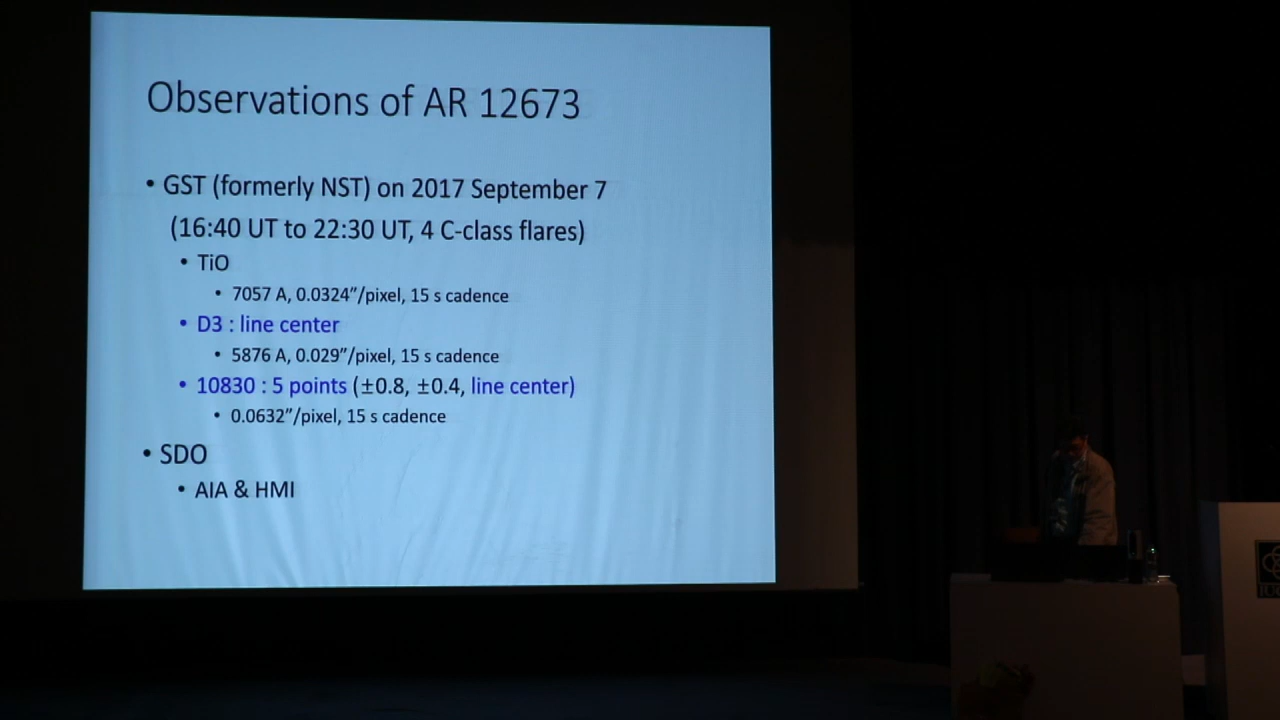 Observations of AR 12673
• GST (formerly NST) on 2017 September 7
(16:40 UT to 22:30 UT, 4 C-class flares)
• TiO
• 7057 A, 0.0324”/pixel, 15 s cadence
• D3 : line center
• 5876 A, 0.029”/pixel, 15 s cadence
• 10830 : 5 points (±0.8, ±0.4, line center)
• 0.0632”/pixel, 15 s cadence
• SDO
• AIA & HMI